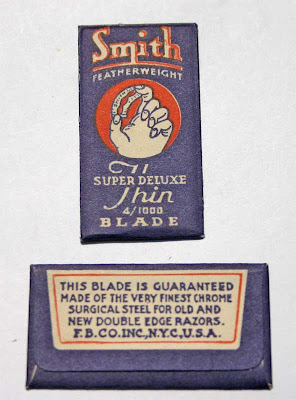 Smith
FEATHERWEIGHT
SUPER DELUXE
Thin
4/1000
BLADE
THIS BLADE IS GUARANTEED
MADE OF THE VERY FINEST CHROME
SURGICAL STEEL FOR OLD AND
NEW DOUBLE EDGE RAZORS.
F.B.CO.INC.,N.Y.C.,U.S.A.